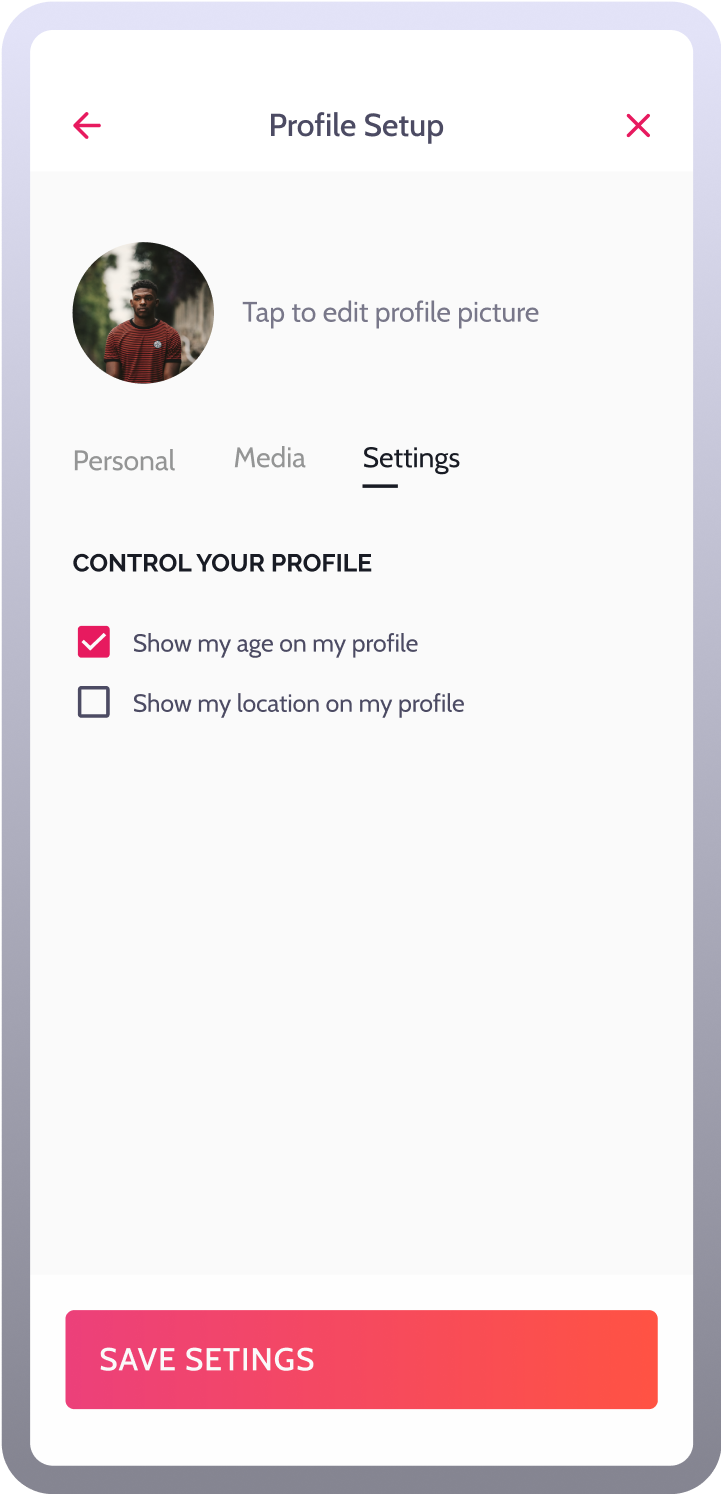 Profile Setup
Tap to edit profile picture
Personal Media Settings
CONTROL YOUR PROFILE
Show my age on my profile
Show my location on my profile
SAVE SETINGS